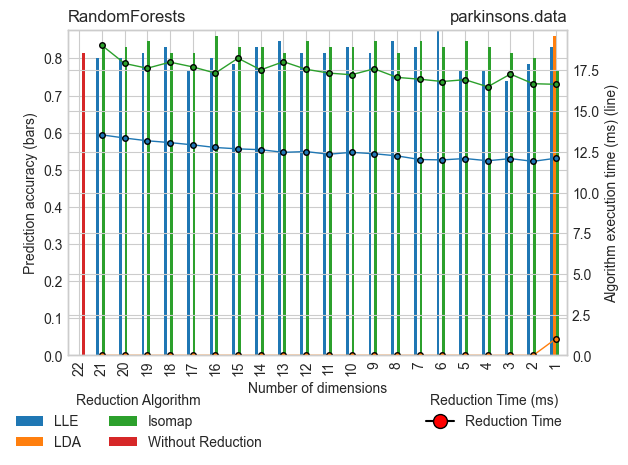 RandomForests parkinsons.data
Prediction accuracy (bars)
0.8
0.7
0.6
0.5
0.4
0.3
0.2
0.1
0.0
17.5
15.0
12.5
10.0
7.5
5.0
2.5
0.0
Algorithm execution time (ms) (line)
22 21 20 19 18 17 16 15 14 13 12 11 10 9 8 7 6 5 4 3 2 1
Number of dimensions
Reduction Algorithm
LLE Isomap
LDA Without Reduction
Reduction Time (ms)
Reduction Time